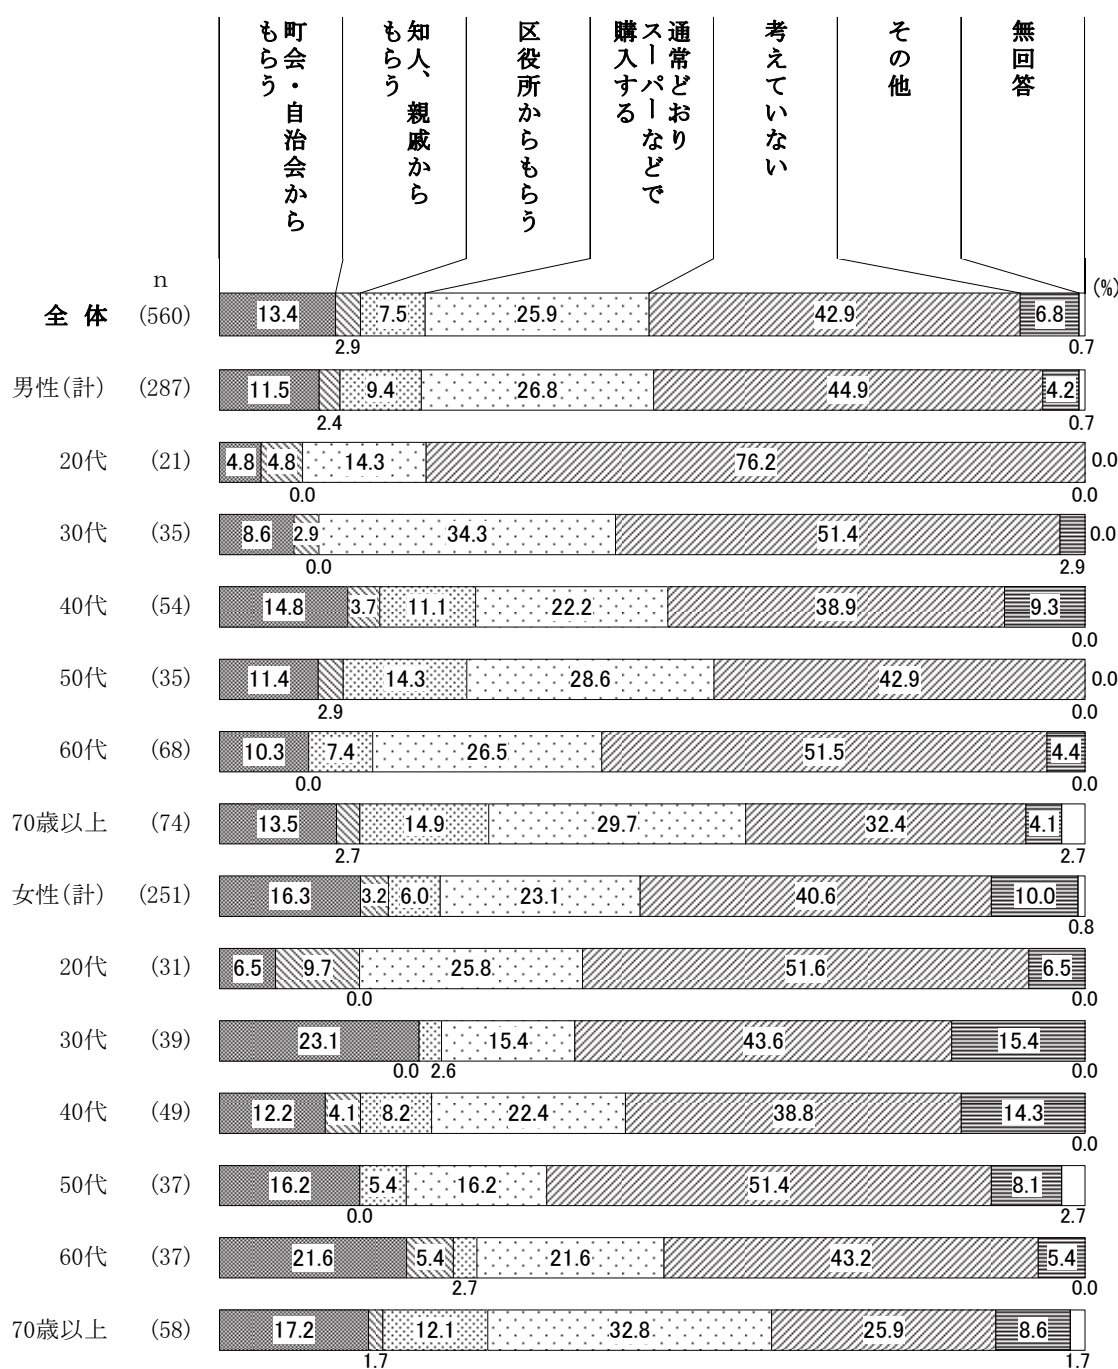 町会・自治会から
もらう
知人、親戚から
もらう
区役所からもらう
通常どおり
スーパーなどで
購入する
考えていない
その他
無回答
n
(%)
全 体 (560) 13.4 2.9 7.5 25.9 42.9 6.8 0.7
男性(計) (287) 11.5 2.4 9.4 26.8 44.9 4.2 0.7
20代 (21) 4.8 4.8 0.0 14.3 76.2 0.0 0.0
30代 (35) 8.6 2.9 0.0 34.3 51.4 2.9 0.0
40代 (54) 14.8 3.7 11.1 22.2 38.9 9.3 0.0
50代 (35) 11.4 2.9 14.3 28.6 42.9 0.0 0.0
60代 (68) 10.3 0.0 7.4 26.5 51.5 4.4 0.0
70歳以上 (74) 13.5 2.7 14.9 29.7 32.4 4.1 2.7
女性(計) (251) 16.3 3.2 6.0 23.1 40.6 10.0 0.8
20代 (31) 6.5 9.7 0.0 25.8 51.6 6.5 0.0
30代 (39) 23.1 0.0 2.6 15.4 43.6 15.4 0.0
40代 (49) 12.2 4.1 8.2 22.4 38.8 14.3 0.0
50代 (37) 16.2 0.0 5.4 16.2 51.4 8.1 2.7
60代 (37) 21.6 5.4 2.7 21.6 43.2 5.4 0.0
70歳以上 (58) 17.2 1.7 12.1 32.8 25.9 8.6 1.7